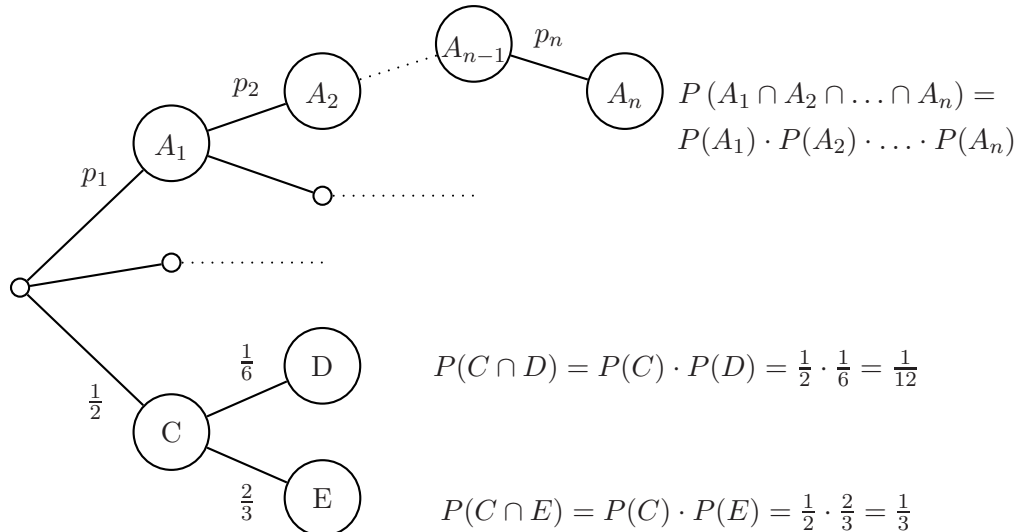 A_{n-1}
p_n
p_2
A_2
A_n
P(A_1 ∩ A_2 ∩ … ∩ A_n) =
P(A_1) · P(A_2) · … · P(A_n)
A_1
p_1
1/6
D
P(C ∩ D) = P(C) · P(D) = 1/2 · 1/6 = 1/12
1/2
C
2/3
E
P(C ∩ E) = P(C) · P(E) = 1/2 · 2/3 = 1/3